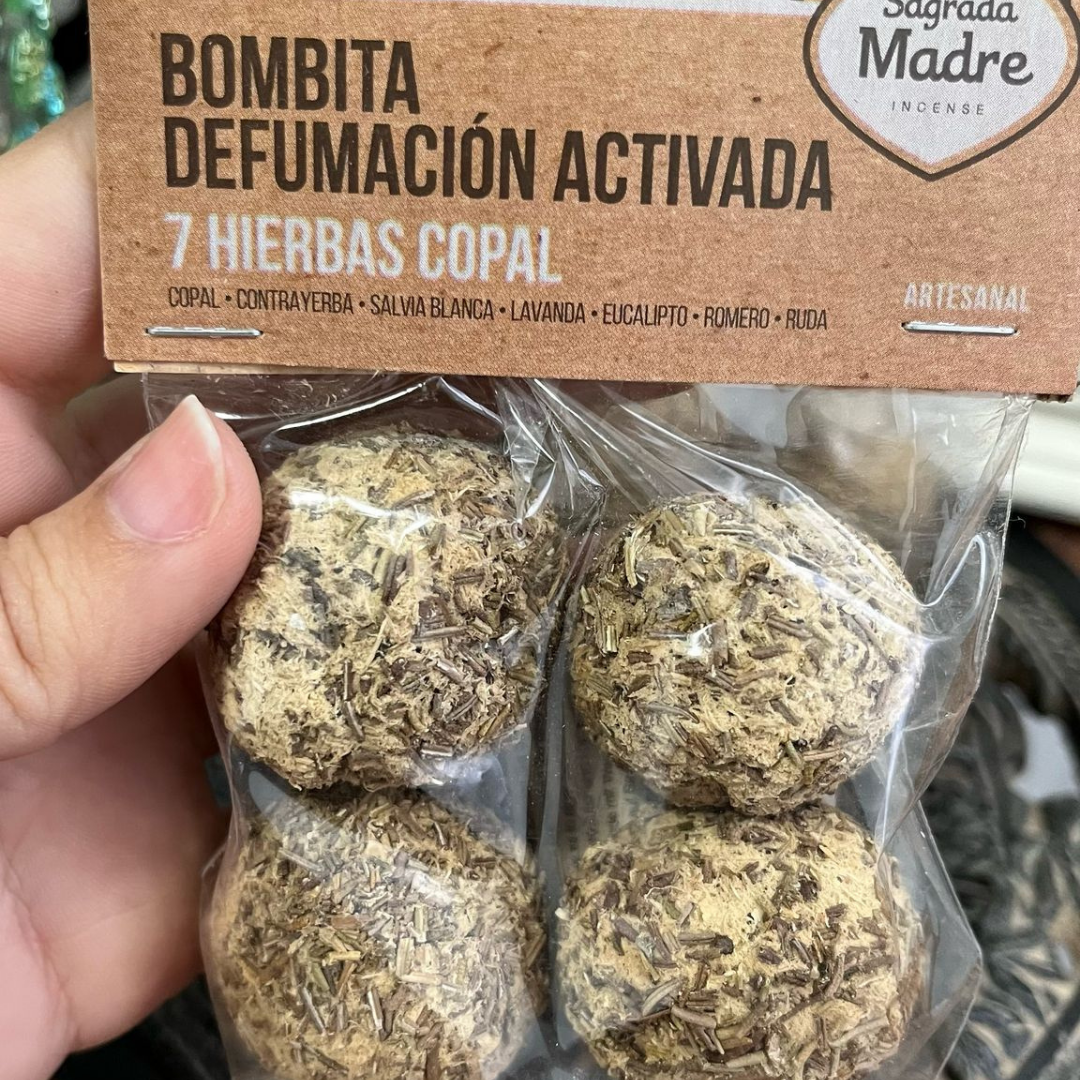 Sagrada
Madre
INCENSE
BOMBITA
DEFUMACIÓN ACTIVADA
7 HIERBAS COPAL
COPAL • CONTRAYERBA • SALVIA BLANCA • LAVANDA • EUCALIPTO • ROMERO • RUDA
ARTESANAL